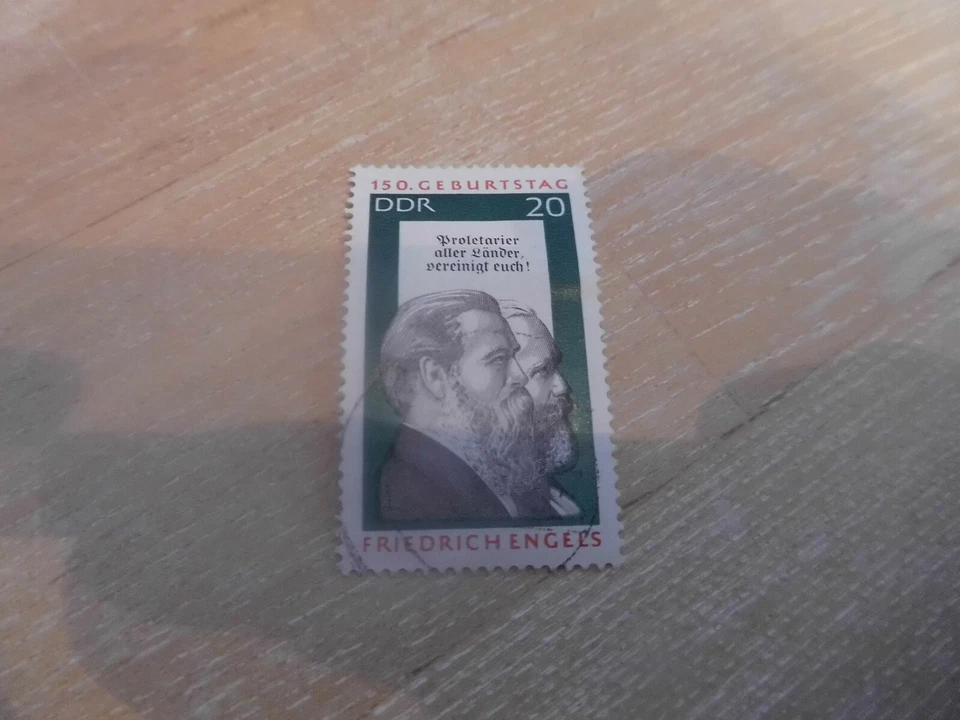 150. GEBURTSTAG
DDR 20
Proletarier
aller Länder,
vereinigt euch!
FRIEDRICH ENGELS